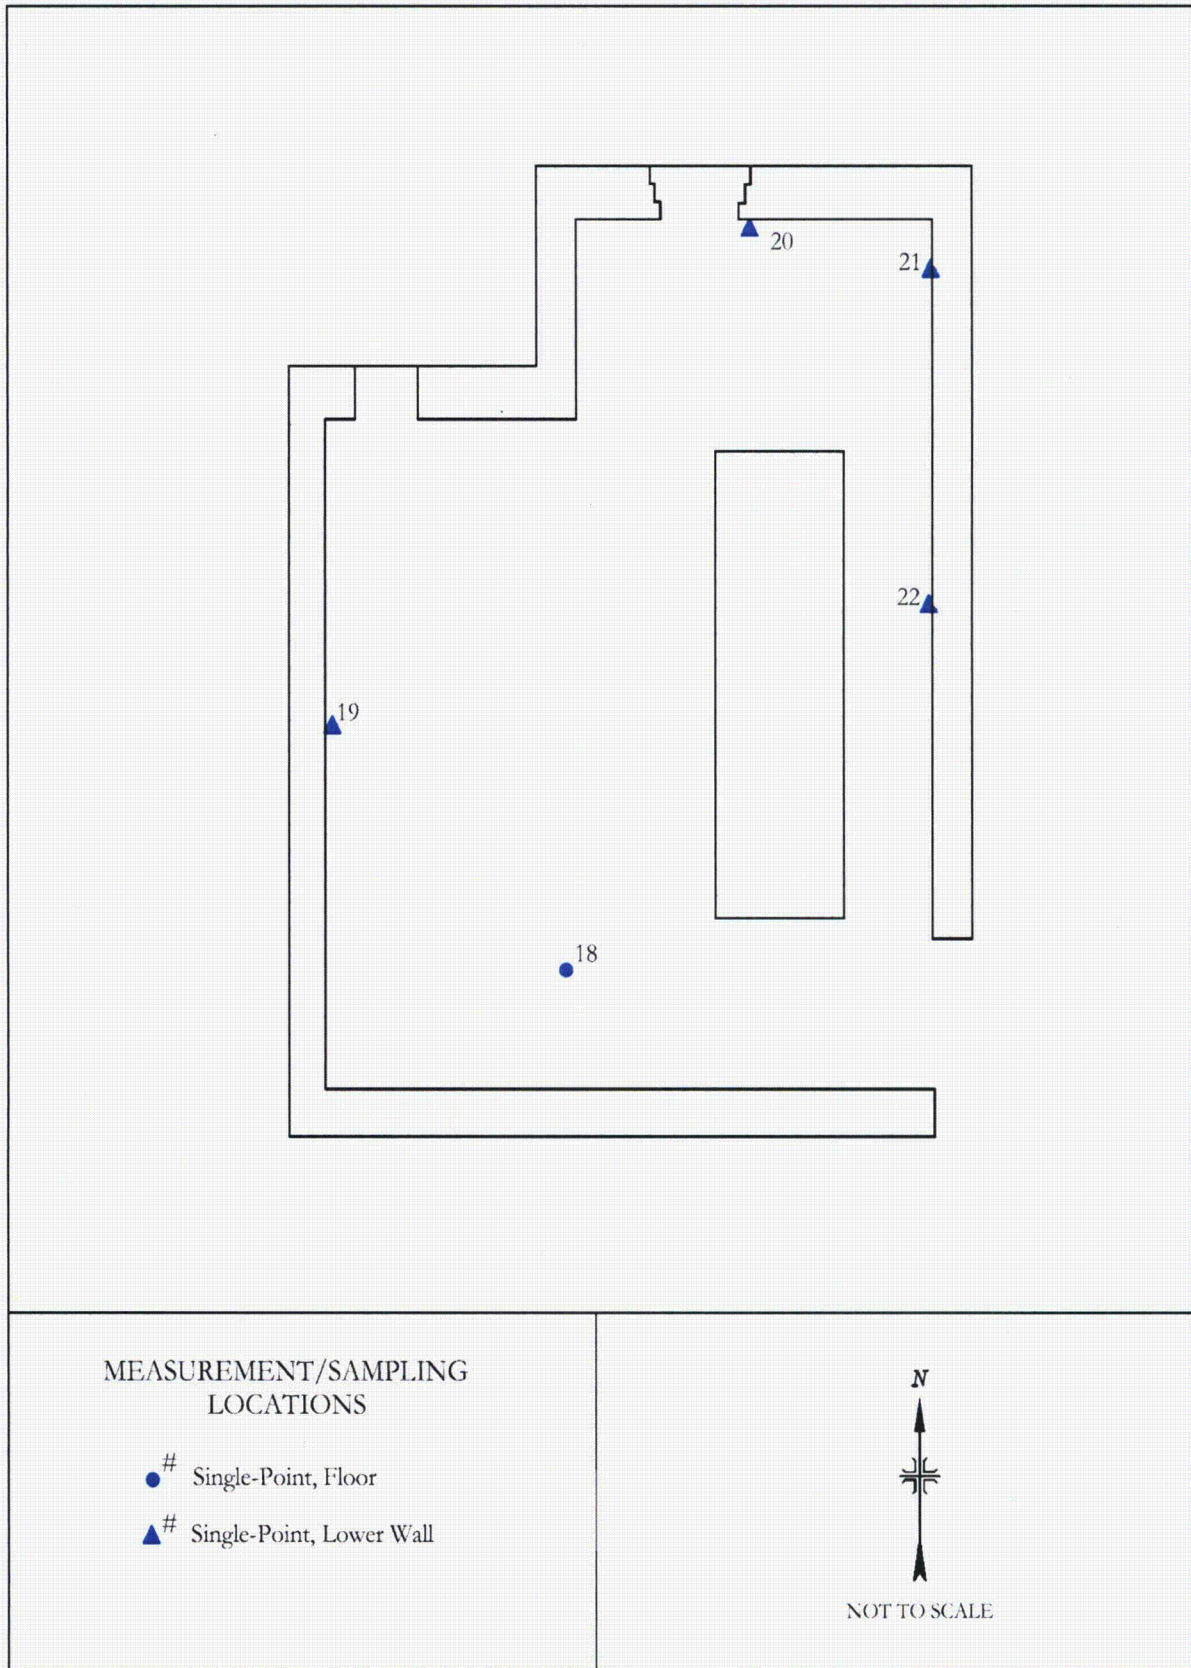 20
21
22
19
18
MEASUREMENT/SAMPLING
LOCATIONS
# Single-Point, Floor
# Single-Point, Lower Wall
N
NOT TO SCALE